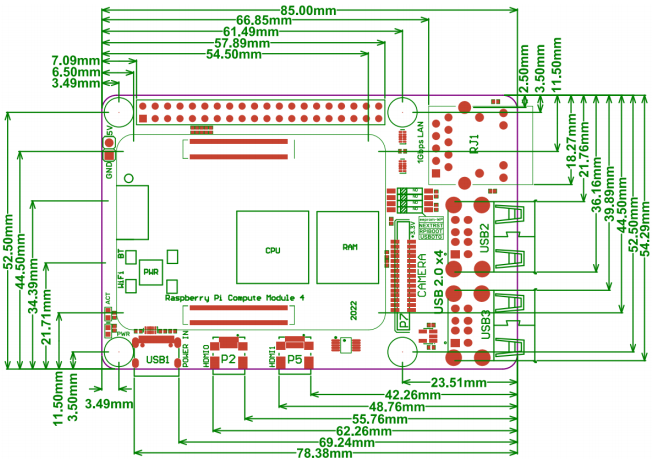 85.00mm
66.85mm
61.49mm
57.89mm
54.50mm
7.09mm
6.50mm
3.49mm
2.50mm
3.50mm
11.50mm
5V
GND
1Gbps LAN
RJ1
18.27mm
21.76mm
36.16mm
39.89mm
44.50mm
52.50mm
54.29mm
52.50mm
44.50mm
34.39mm
21.71mm
11.50mm
3.50mm
NEXTRST
RPIBOOT
USBOTG
+3.3V
CPU
RAM
BT
WiFi
PWR
CAMERA
USB 2.0 x4
USB2
USB3
Raspberry Pi Compute Module 4
2022
ACT
PWR
P7
USB1
POWER IN
HDMI0
P2
HDMI1
P5
3.49mm
23.51mm
42.26mm
48.76mm
55.76mm
62.26mm
69.24mm
78.38mm